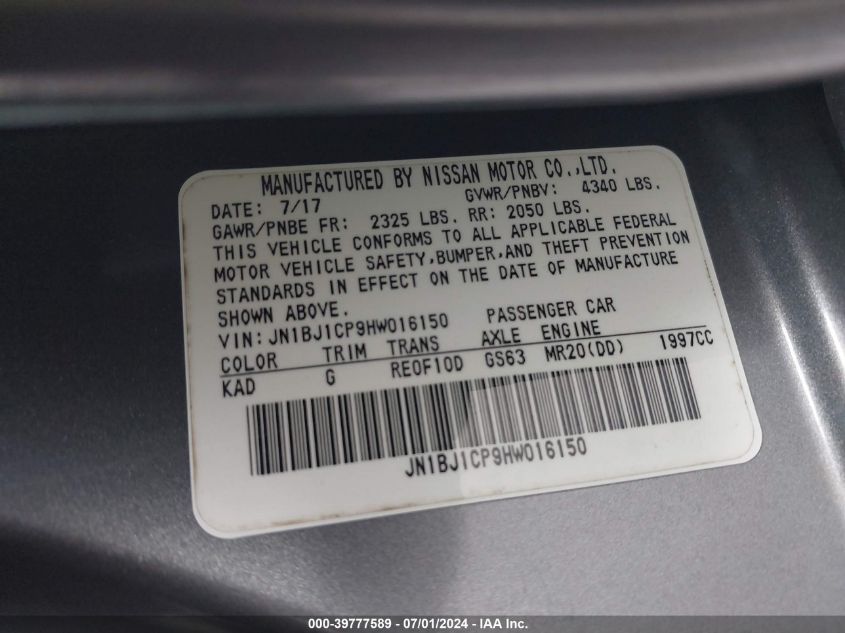 MANUFACTURED BY NISSAN MOTOR CO.,LTD.
DATE: 7/17 GVWR/PNBV: 4340 LBS.
GAWR/PNBE FR: 2325 LBS. RR: 2050 LBS.
THIS VEHICLE CONFORMS TO ALL APPLICABLE FEDERAL
MOTOR VEHICLE SAFETY,BUMPER,AND THEFT PREVENTION
STANDARDS IN EFFECT ON THE DATE OF MANUFACTURE
SHOWN ABOVE.
VIN:JN1BJ1CP9HW016150 PASSENGER CAR
COLOR TRIM TRANS AXLE ENGINE
KAD G RE0F10D GS63 MR20(DD) 1997CC
JN1BJ1CP9HW016150
000-39777589 - 07/01/2024 - IAA Inc.